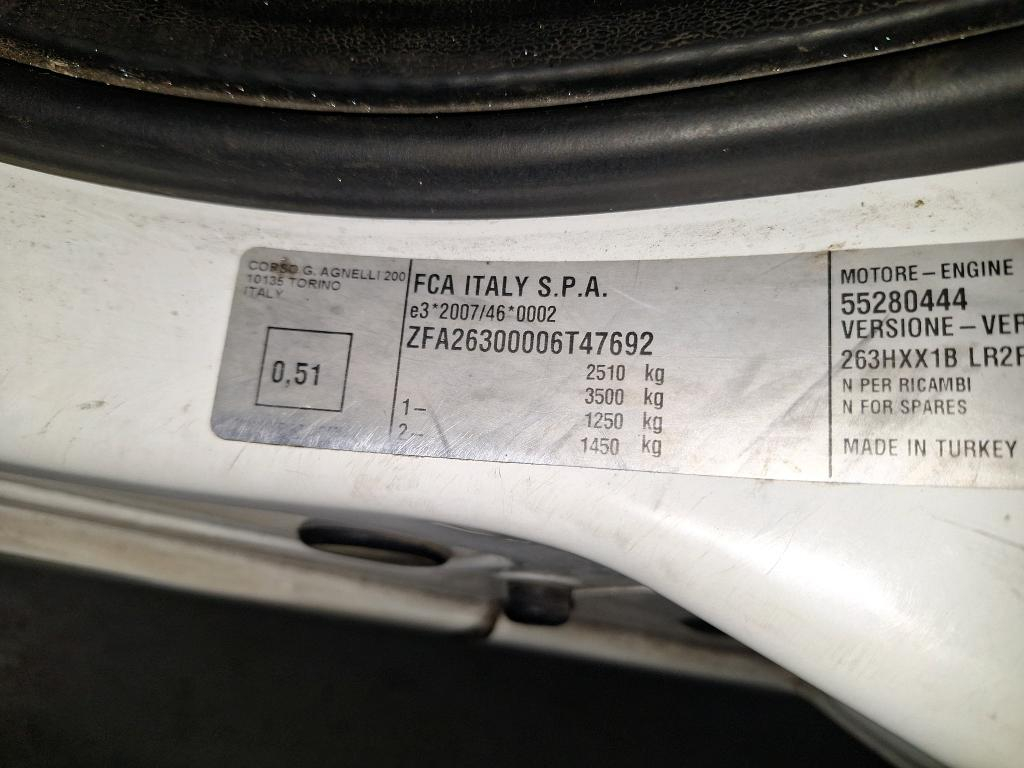 CORSO G. AGNELLI 200
10135 TORINO
ITALY
0,51
FCA ITALY S.P.A.
e3*2007/46*0002
ZFA26300006T47692
2510 kg
3500 kg
1– 1250 kg
2– 1450 kg
MOTORE – ENGINE
55280444
VERSIONE – VER
263HXX1B LR2F
N PER RICAMBI
N FOR SPARES
MADE IN TURKEY